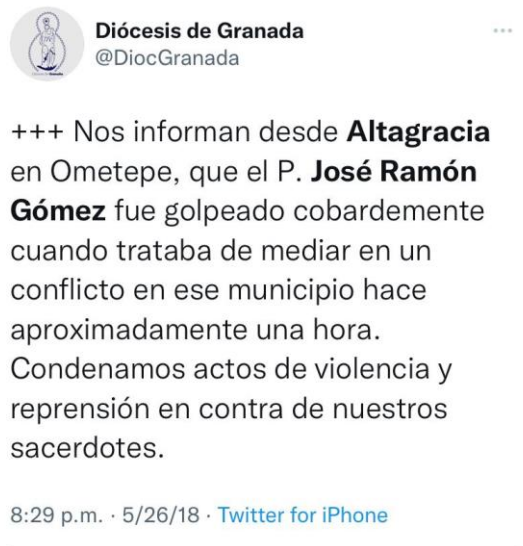 Diócesis de Granada
@DiocGranada
+++ Nos informan desde Altagracia
en Ometepe, que el P. José Ramón
Gómez fue golpeado cobardemente
cuando trataba de mediar en un
conflicto en ese municipio hace
aproximadamente una hora.
Condenamos actos de violencia y
reprensión en contra de nuestros
sacerdotes.
8:29 p.m. · 5/26/18 · Twitter for iPhone